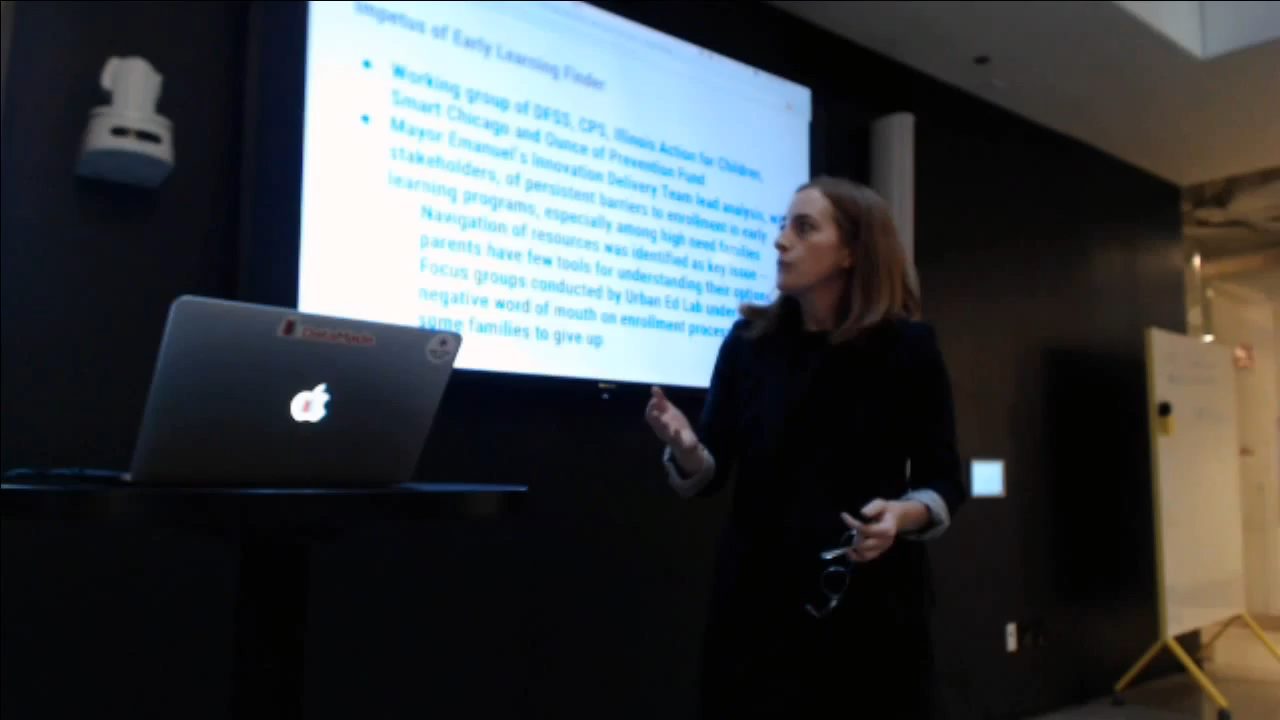 Impetus of Early Learning Finder
Working group of DFSS, CPS, Illinois Action for Children,
Smart Chicago and Ounce of Prevention Fund
Mayor Emanuel's Innovation Delivery Team lead analysis, w
stakeholders, of persistent barriers to enrollment in early
learning programs, especially among high need families
Navigation of resources was identified as key issue
parents have few tools for understanding their option
Focus groups conducted by Urban Ed Lab under
negative word of mouth on enrollment proces
some families to give up
DataMade